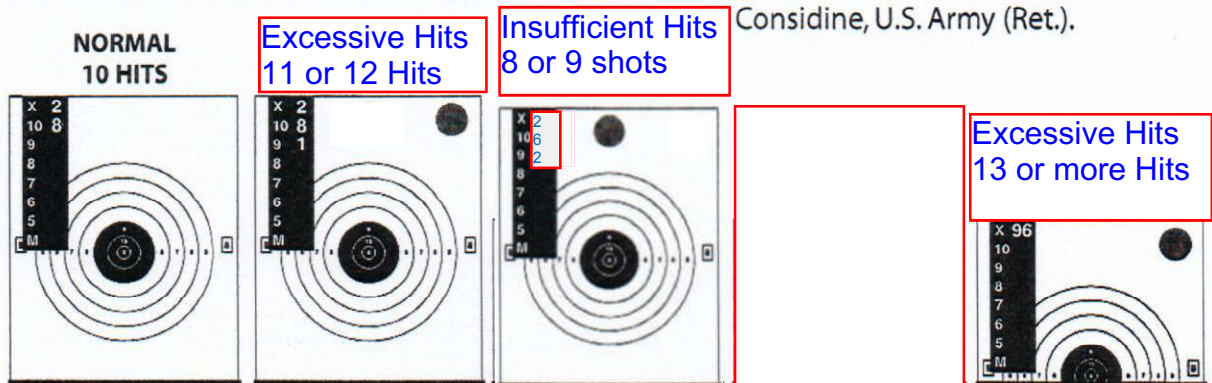 Considine, U.S. Army (Ret.).
NORMAL
10 HITS
Excessive Hits
11 or 12 Hits
Insufficient Hits
8 or 9 shots
Excessive Hits
13 or more Hits
X 2
10 8
9
8
7
6
5
M
X 2
10 8
9 1
8
7
6
5
M
X 2
10 6
9 2
8
7
6
5
M
X 96
10
9
8
7
6
5
M